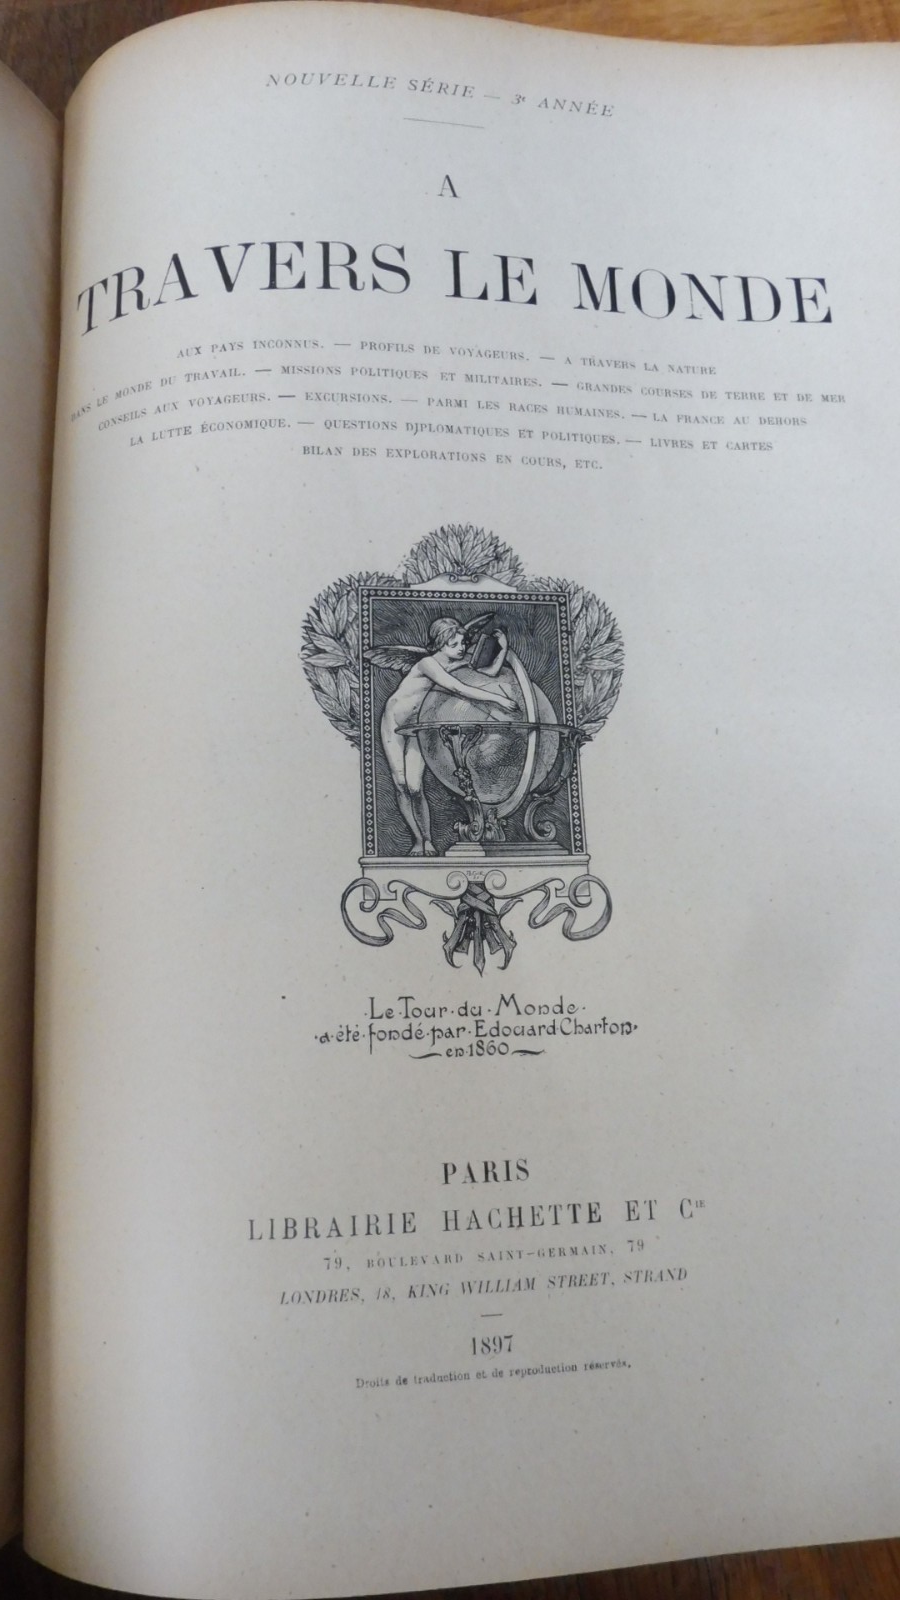 NOUVELLE SÉRIE — 3e ANNÉE
A
TRAVERS LE MONDE
AUX PAYS INCONNUS. — PROFILS DE VOYAGEURS. — A TRAVERS LA NATURE
DANS LE MONDE DU TRAVAIL. — MISSIONS POLITIQUES ET MILITAIRES. — GRANDES COURSES DE TERRE ET DE MER
CONSEILS AUX VOYAGEURS. — EXCURSIONS. — PARMI LES RACES HUMAINES. — LA FRANCE AU DEHORS
LA LUTTE ÉCONOMIQUE. — QUESTIONS DIPLOMATIQUES ET POLITIQUES. — LIVRES ET CARTES
BILAN DES EXPLORATIONS EN COURS, ETC.
·Le·Tour·du·Monde·
·a·été·fondé·par·Edouard·Charton·
en·1860
PARIS
LIBRAIRIE HACHETTE ET CIE
79, BOULEVARD SAINT-GERMAIN, 79
LONDRES, 18, KING WILLIAM STREET, STRAND
1897
Droits de traduction et de reproduction réservés.